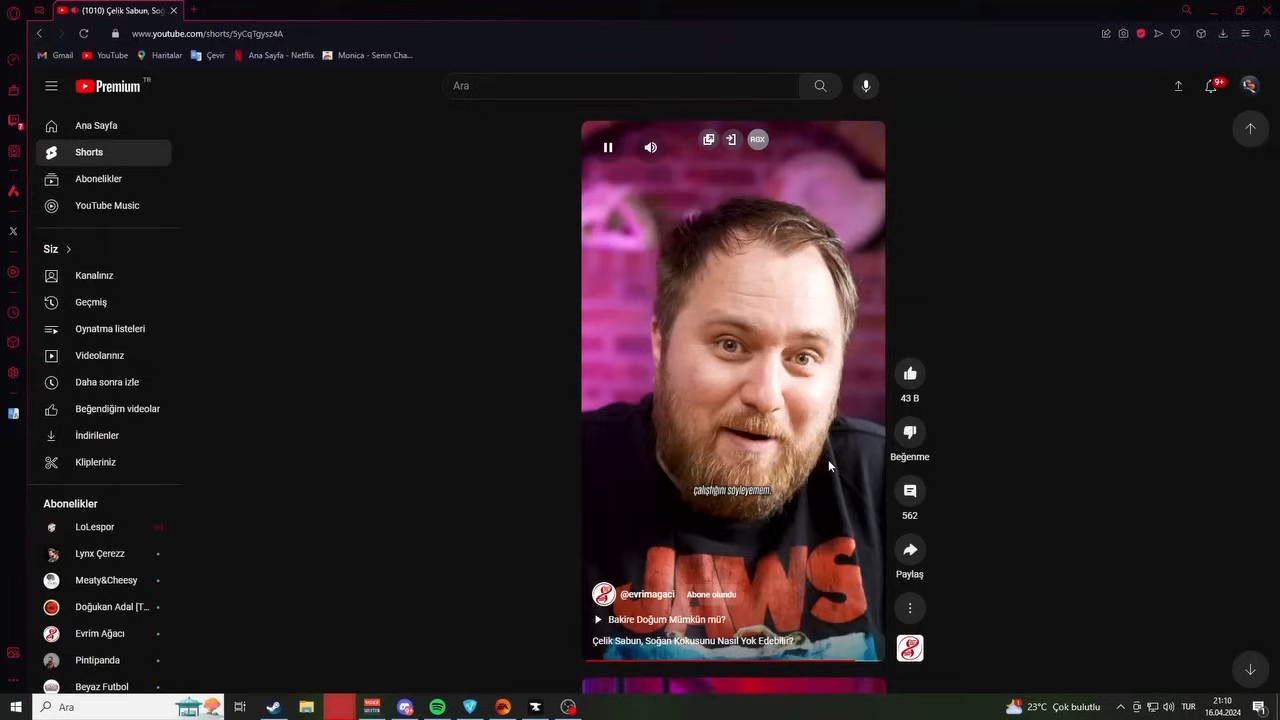 (1010) Çelik Sabun, Soğ
www.youtube.com/shorts/5yCqTgysz4A
Gmail
YouTube
Haritalar
Çevir
Ana Sayfa - Netflix
Monica - Senin Cha...
Premium TR
Ara
9+
Ana Sayfa
Shorts
Abonelikler
YouTube Music
Siz
Kanalınız
Geçmiş
Oynatma listeleri
Videolarınız
Daha sonra izle
Beğendiğim videolar
İndirilenler
Klipleriniz
Abonelikler
LoLespor
Lynx Çerezz
Meaty&Cheesy
Doğukan Adal [T...
Evrim Ağacı
Pintipanda
Beyaz Futbol
RGX
çalıştığını söyleyemem.
JAWS
@evrimagaci
Abone olundu
Bakire Doğum Mümkün mü?
Çelik Sabun, Soğan Kokusunu Nasıl Yok Edebilir?
43 B
Beğenme
562
Paylaş
Ara
23°C Çok bulutlu
TUR
21:10
16.04.2024